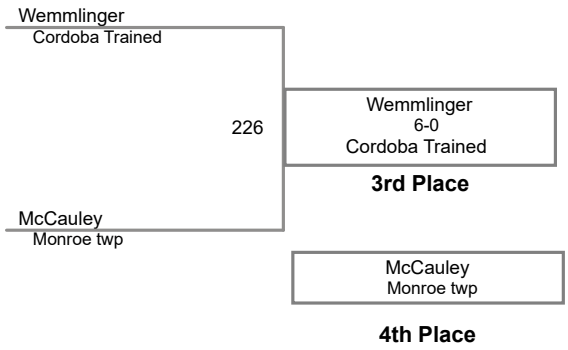 Wemmlinger
Cordoba Trained
226
Wemmlinger
6-0
Cordoba Trained
3rd Place
McCauley
Monroe twp
McCauley
Monroe twp
4th Place